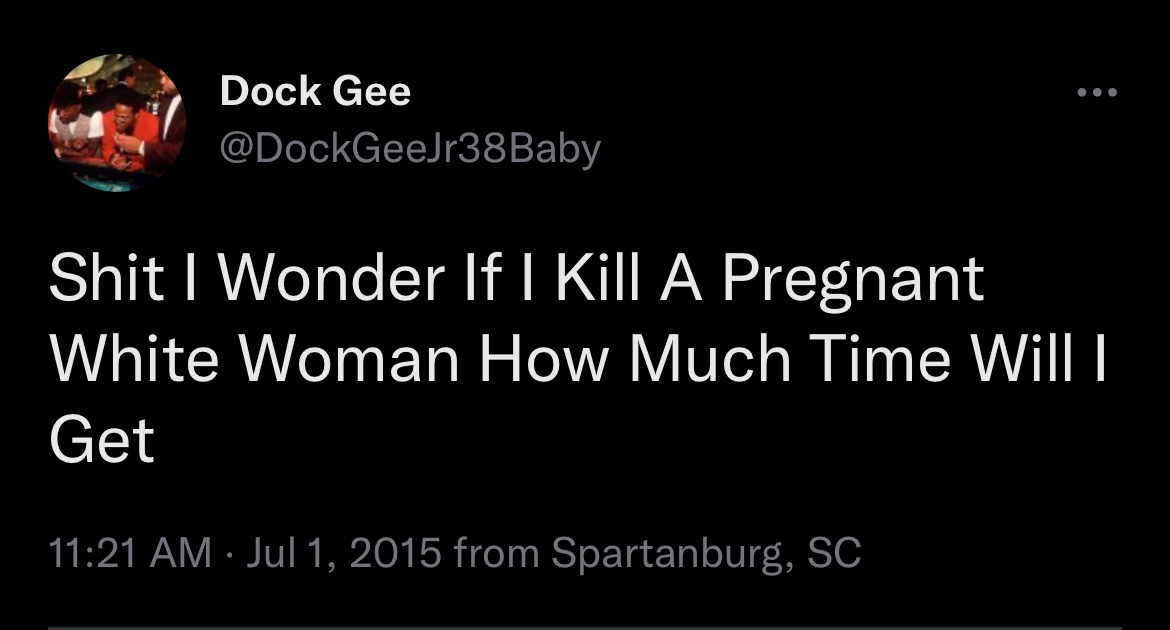 Dock Gee
@DockGeeJr38Baby
Shit I Wonder If I Kill A Pregnant
White Woman How Much Time Will I
Get
11:21 AM · Jul 1, 2015 from Spartanburg, SC